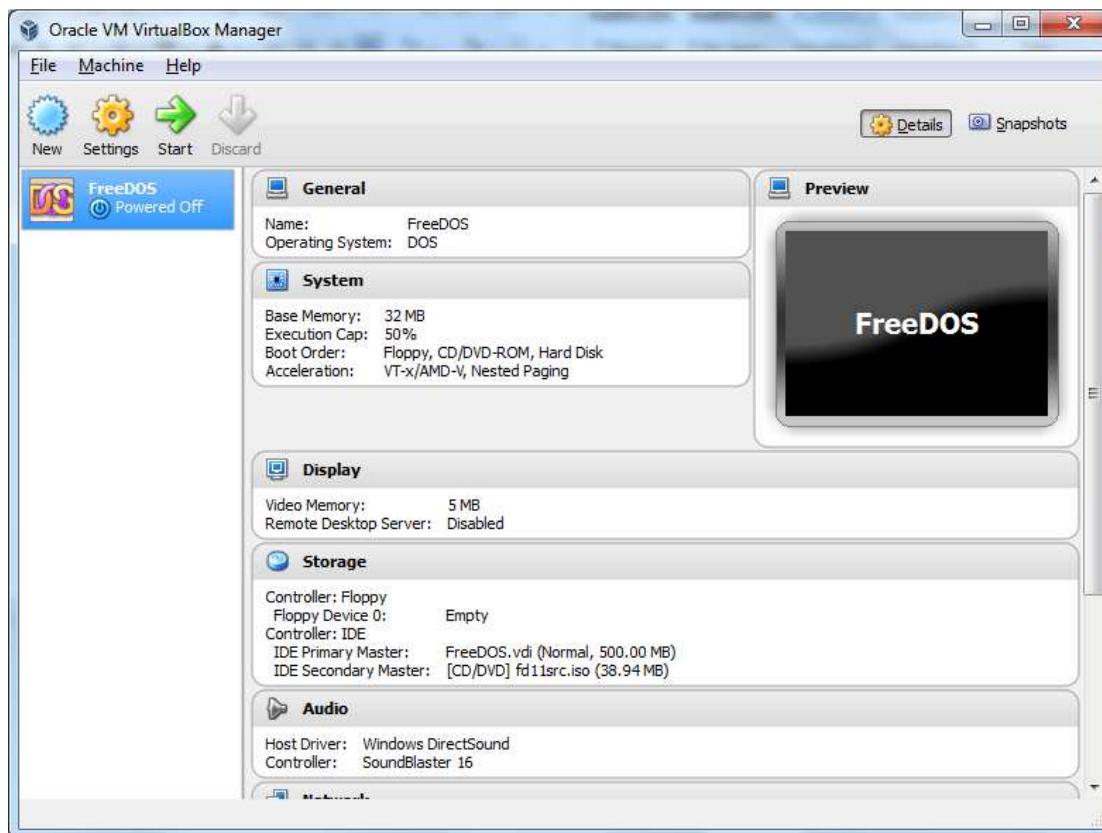 Oracle VM VirtualBox Manager
File Machine Help
New Settings Start Discard
Details Snapshots
FreeDOS
Powered Off
General
Name: FreeDOS
Operating System: DOS
System
Base Memory: 32 MB
Execution Cap: 50%
Boot Order: Floppy, CD/DVD-ROM, Hard Disk
Acceleration: VT-x/AMD-V, Nested Paging
Preview
FreeDOS
Display
Video Memory: 5 MB
Remote Desktop Server: Disabled
Storage
Controller: Floppy
Floppy Device 0: Empty
Controller: IDE
IDE Primary Master: FreeDOS.vdi (Normal, 500.00 MB)
IDE Secondary Master: [CD/DVD] fd11src.iso (38.94 MB)
Audio
Host Driver: Windows DirectSound
Controller: SoundBlaster 16